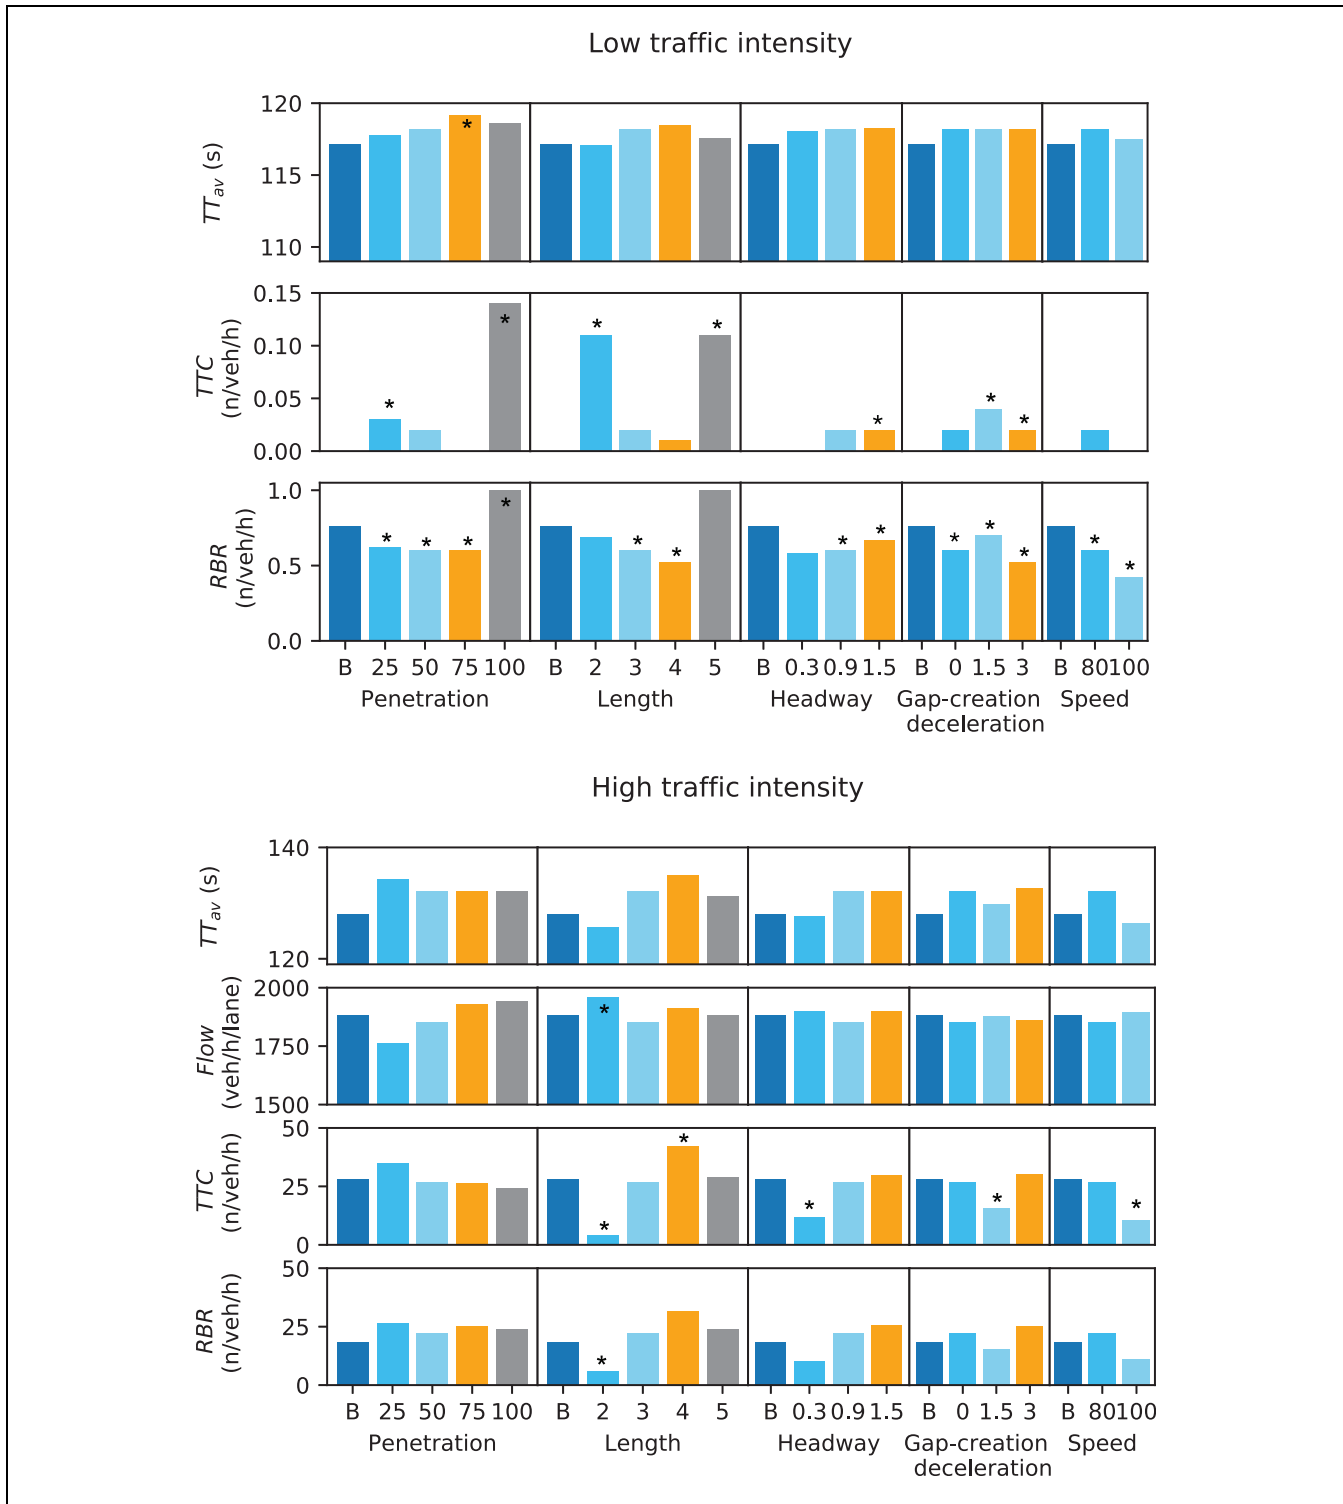 Low traffic intensity
120
115
110
TT_av (s)
0.15
0.10
0.05
0.00
TTC
(n/veh/h)
* * * * * * * *
1.0
0.5
0.0
RBR
(n/veh/h)
* * * * * * * * * * * * *
B 25 50 75 100 B 2 3 4 5 B 0.3 0.9 1.5 B 0 1.5 3 B 80 100
Penetration Length Headway Gap-creation Speed
deceleration
High traffic intensity
140
120
TT_av (s)
2000
1750
1500
Flow
(veh/h/lane)
*
50
25
0
TTC
(n/veh/h)
* * * * *
50
25
0
RBR
(n/veh/h)
*
B 25 50 75 100 B 2 3 4 5 B 0.3 0.9 1.5 B 0 1.5 3 B 80 100
Penetration Length Headway Gap-creation Speed
deceleration